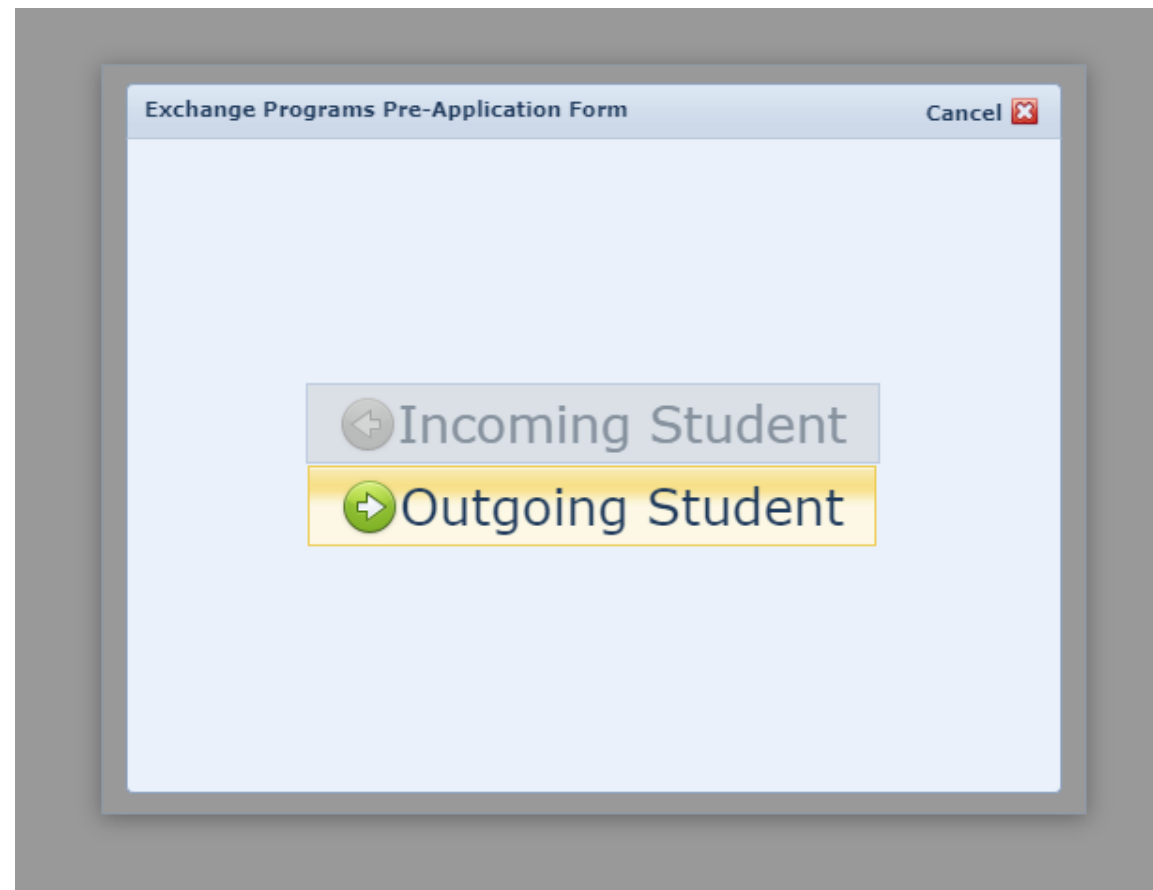 Exchange Programs Pre-Application Form
Cancel
Incoming Student
Outgoing Student